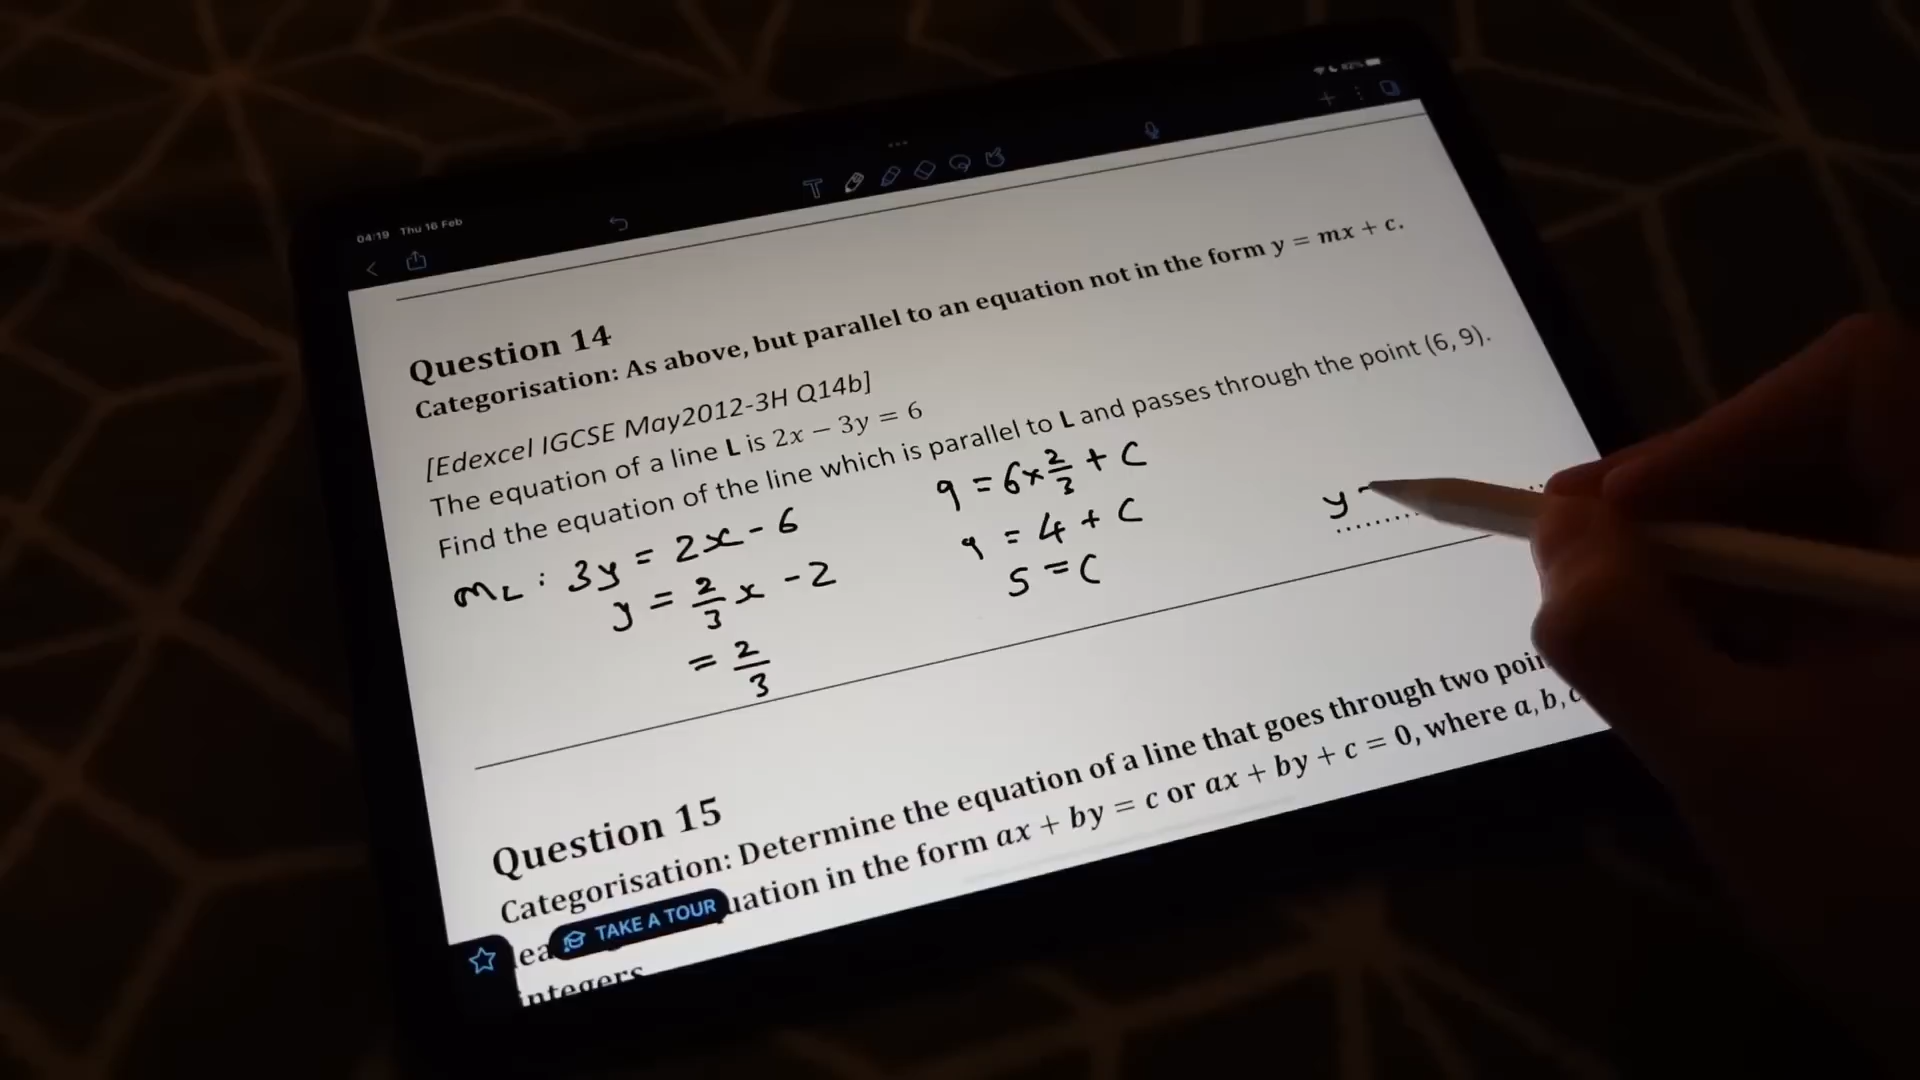 04:19 Thu 16 Feb
82%
Question 14
Categorisation: As above, but parallel to an equation not in the form y = mx + c.
[Edexcel IGCSE May2012-3H Q14b]
The equation of a line L is 2x − 3y = 6
Find the equation of the line which is parallel to L and passes through the point (6, 9).
m_L : 3y = 2x - 6
y = 2/3 x - 2
= 2/3
9 = 6 × 2/3 + C
9 = 4 + C
5 = C
y
Question 15
Categorisation: Determine the equation of a line that goes through two
equation in the form ax + by = c or ax + by + c = 0, where a, b, c
integers
TAKE A TOUR